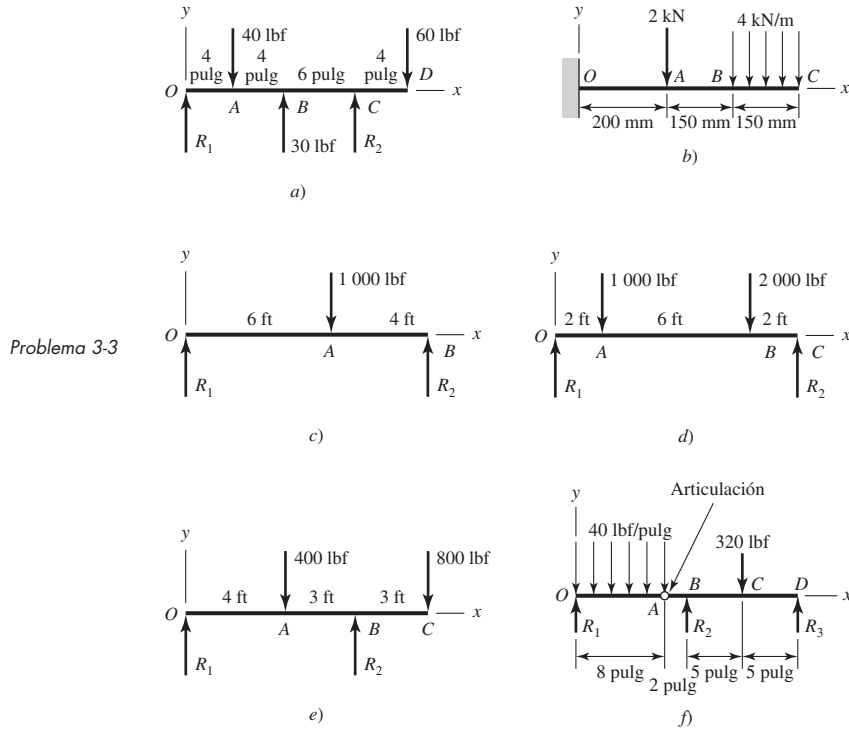 y
40 lbf
60 lbf
4 pulg
4 pulg
6 pulg
4 pulg
D
O
x
A
B
C
R1
30 lbf
R2
a)
y
2 kN
4 kN/m
O
A
B
C
x
200 mm
150 mm
150 mm
b)
Problema 3-3
y
1 000 lbf
6 ft
4 ft
O
x
A
B
R1
R2
c)
y
1 000 lbf
2 000 lbf
2 ft
6 ft
2 ft
O
x
A
B
C
R1
R2
d)
y
400 lbf
800 lbf
4 ft
3 ft
3 ft
O
x
A
B
C
R1
R2
e)
Articulación
y
40 lbf/pulg
320 lbf
B
C
D
O
x
A
R1
R2
R3
8 pulg
2 pulg
5 pulg
5 pulg
f)